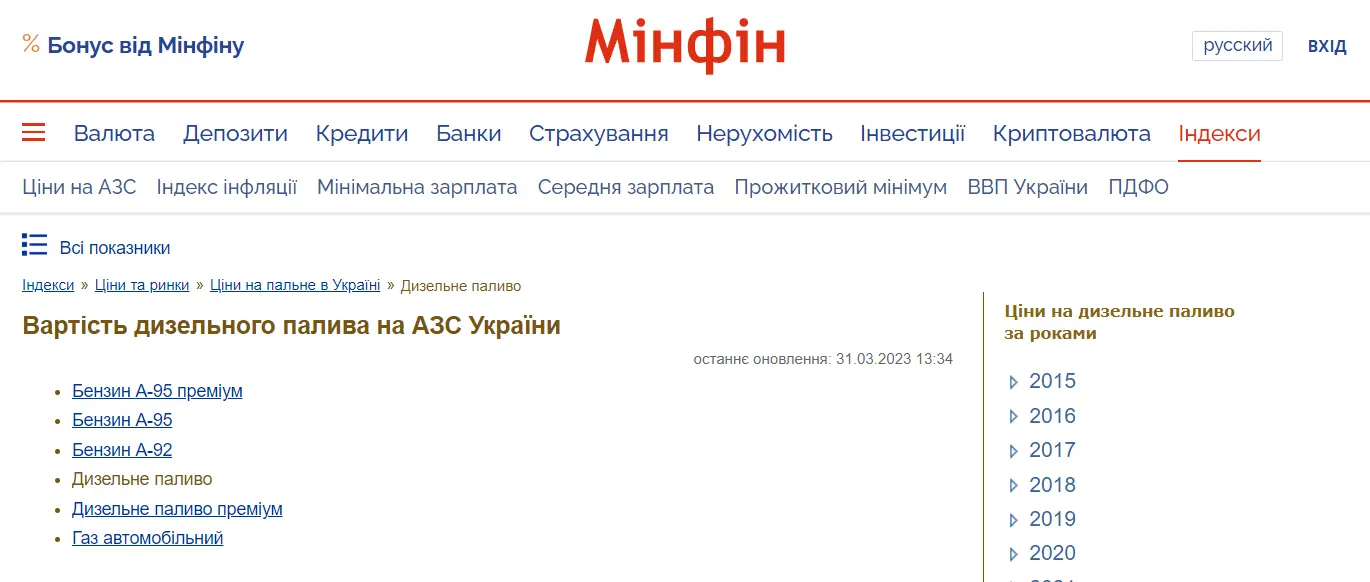 % Бонус від Мінфіну
Мінфін
русский
ВХІД
Валюта Депозити Кредити Банки Страхування Нерухомість Інвестиції Криптовалюта Індекси
Ціни на АЗС Індекс інфляції Мінімальна зарплата Середня зарплата Прожитковий мінімум ВВП України ПДФО
Всі показники
Індекси » Ціни та ринки » Ціни на пальне в Україні » Дизельне паливо
Вартість дизельного палива на АЗС України
останнє оновлення: 31.03.2023 13:34
• Бензин А-95 преміум
• Бензин А-95
• Бензин А-92
• Дизельне паливо
• Дизельне паливо преміум
• Газ автомобільний
Ціни на дизельне паливо
за роками
2015
2016
2017
2018
2019
2020